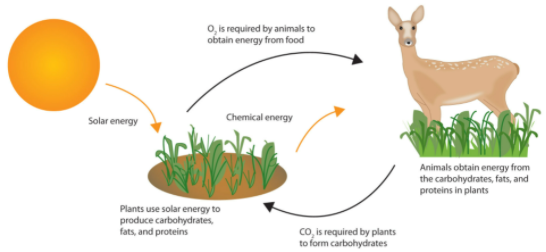 O₂ is required by animals to
obtain energy from food
Solar energy
Chemical energy
Animals obtain energy from
the carbohydrates, fats, and
proteins in plants
Plants use solar energy to
produce carbohydrates,
fats, and proteins
CO₂ is required by plants
to form carbohydrates